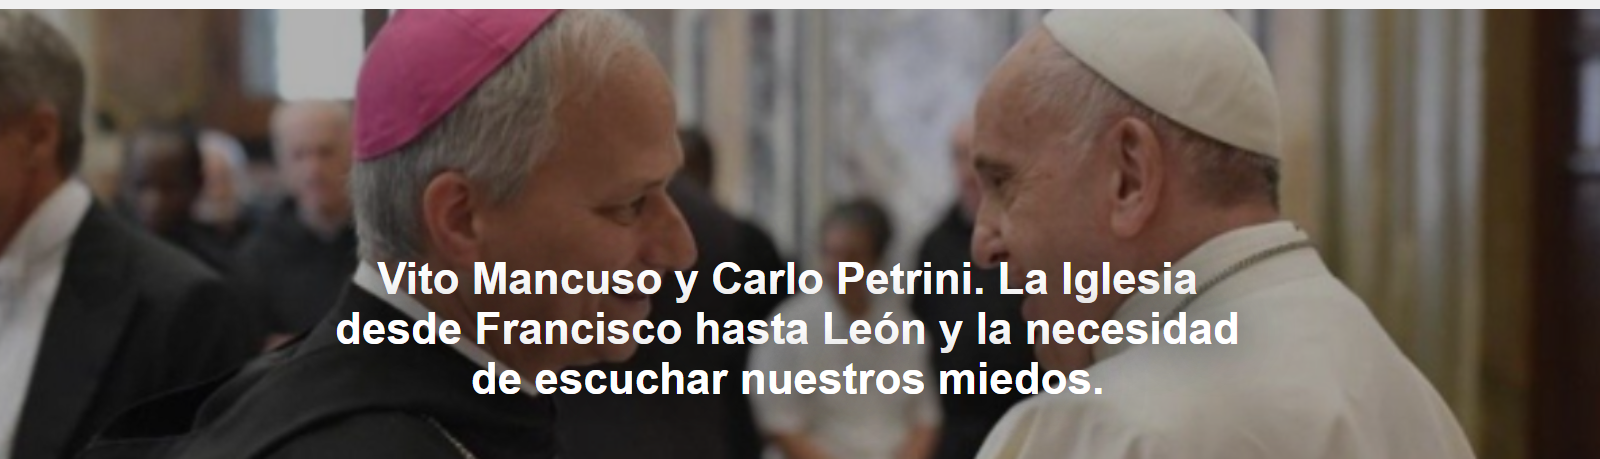 Vito Mancuso y Carlo Petrini. La Iglesia
desde Francisco hasta León y la necesidad
de escuchar nuestros miedos.